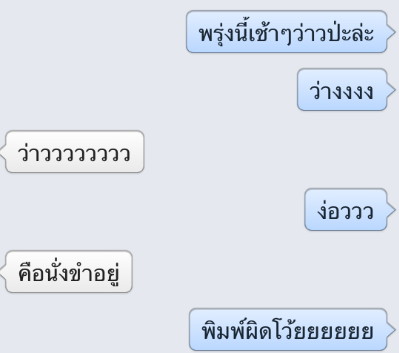 พรุ่งนี้เช้าๆว่าวป่ะล่ะ
ว่างงงง
ว่าววววววววว
ง่อววว
คือนั่งขำอยู่
พิมพ์ผิดโว้ยยยยยย